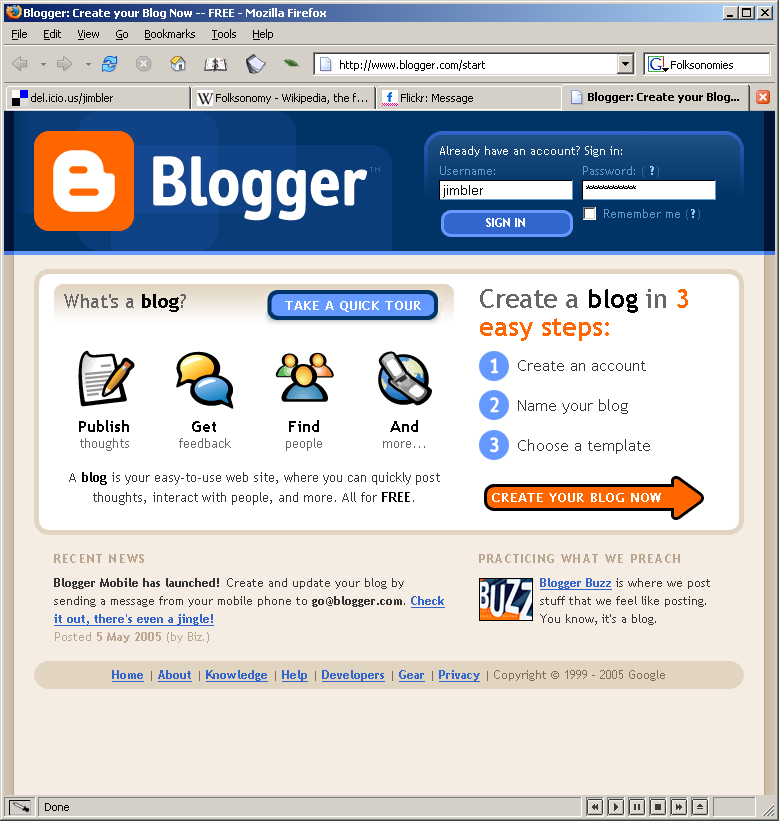 Blogger: Create your Blog Now -- FREE - Mozilla Firefox
File Edit View Go Bookmarks Tools Help
http://www.blogger.com/start
G Folksonomies
del.icio.us/jimbler
W Folksonomy - Wikipedia, the f...
f Flickr: Message
Blogger: Create your Blog...
Blogger™
Already have an account? Sign in:
Username: Password: (?)
jimbler ***********
SIGN IN Remember me (?)
What's a blog? TAKE A QUICK TOUR
Publish Get Find And
thoughts feedback people more...
A blog is your easy-to-use web site, where you can quickly post
thoughts, interact with people, and more. All for FREE.
Create a blog in 3
easy steps:
1 Create an account
2 Name your blog
3 Choose a template
CREATE YOUR BLOG NOW
RECENT NEWS
Blogger Mobile has launched! Create and update your blog by
sending a message from your mobile phone to go@blogger.com. Check
it out, there's even a jingle!
Posted 5 May 2005 (by Biz.)
PRACTICING WHAT WE PREACH
BUZZ
Blogger Buzz is where we post
stuff that we feel like posting.
You know, it's a blog.
Home | About | Knowledge | Help | Developers | Gear | Privacy | Copyright © 1999 - 2005 Google
Done